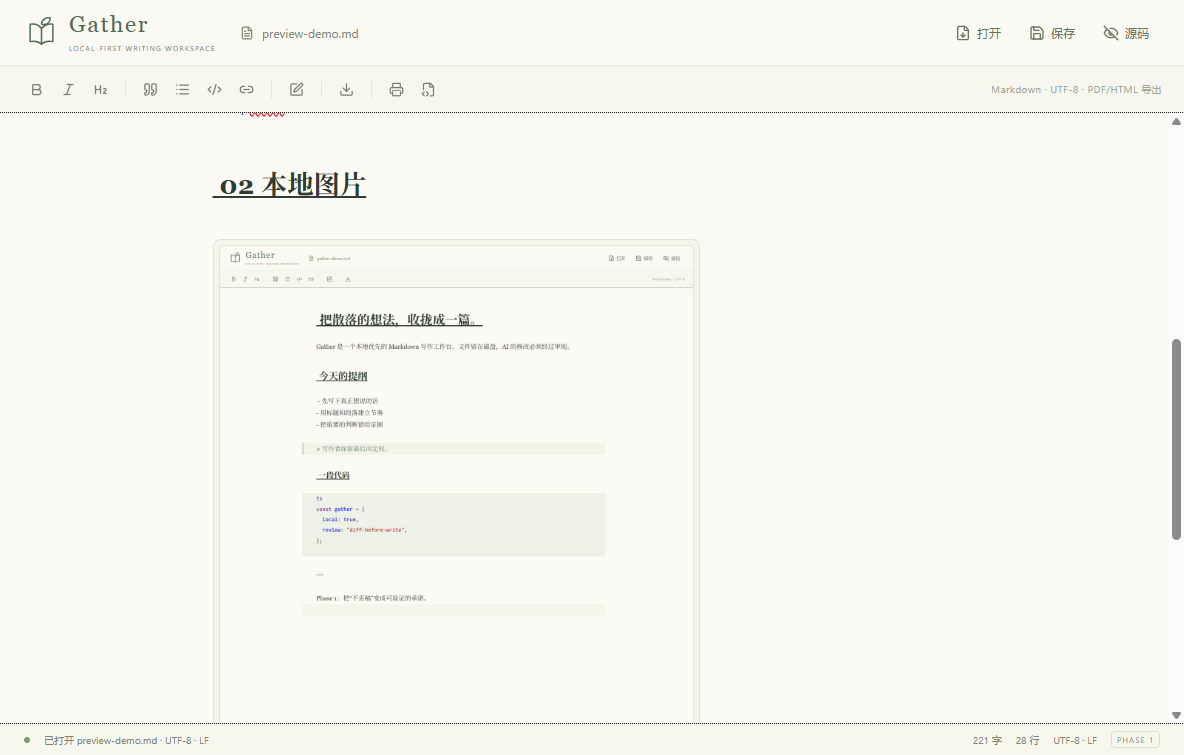 Gather
LOCAL-FIRST WRITING WORKSPACE
preview-demo.md
打开
保存
源码
B I H2
Markdown · UTF-8 · PDF/HTML 导出
02 本地图片
Gather
gather-demo.md
打开
保存
源码
B I H2
Markdown · UTF-8
把散落的想法，收拢成一篇。
Gather 是一个本地优先的 Markdown 写作工作台。文件留在磁盘，AI 的修改必须经过审阅。
今天的提纲
- 先写下真正想说的话
- 用标题和段落建立节奏
- 把重要的判断留给证据
> 写作者保留最后决定权。
一段代码
ts
const gather = {
local: true,
review: "diff-before-write",
};
Phase 1：把“不丢稿”变成可验证的承诺。
已打开 preview-demo.md · UTF-8 · LF
221 字
28 行
UTF-8 · LF
PHASE 1